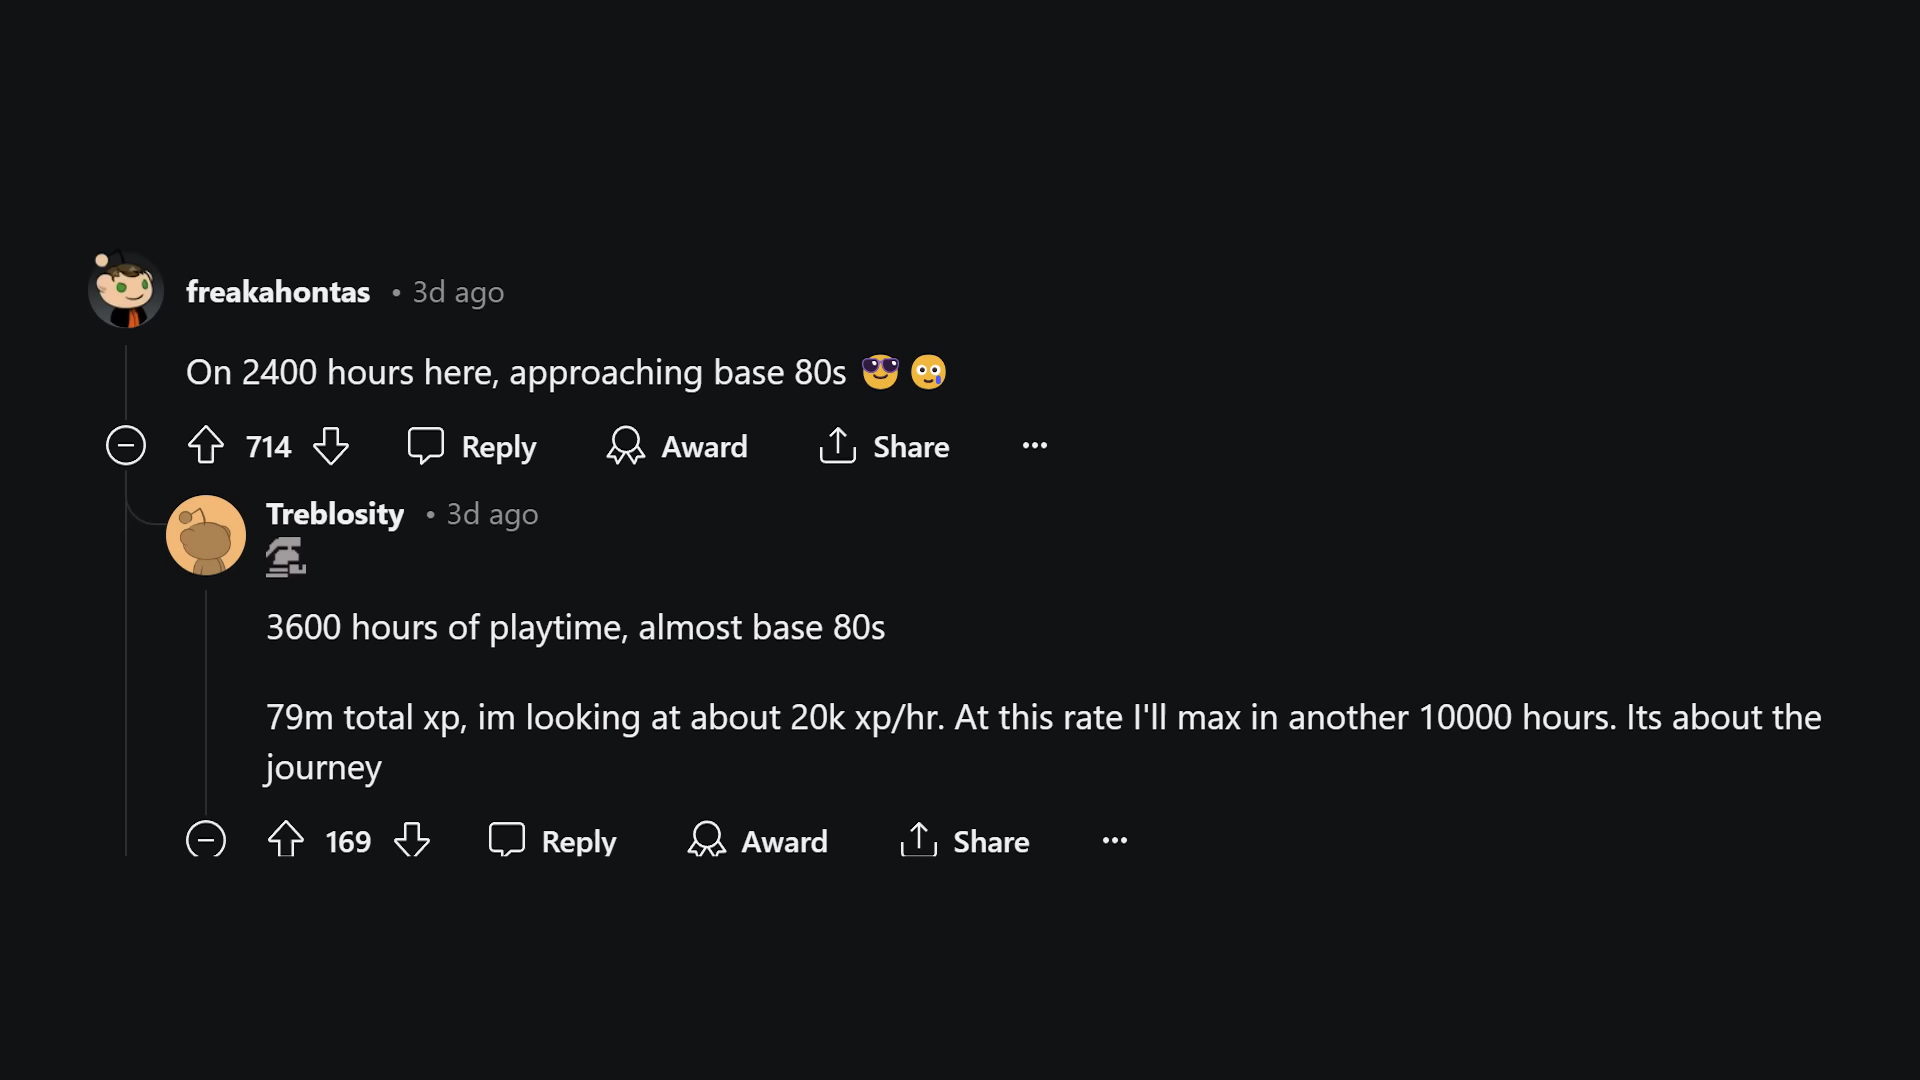 freakahontas • 3d ago
On 2400 hours here, approaching base 80s 😎 🥲
714 Reply Award Share ...
Treblosity • 3d ago
3600 hours of playtime, almost base 80s
79m total xp, im looking at about 20k xp/hr. At this rate I'll max in another 10000 hours. Its about the
journey
169 Reply Award Share ...